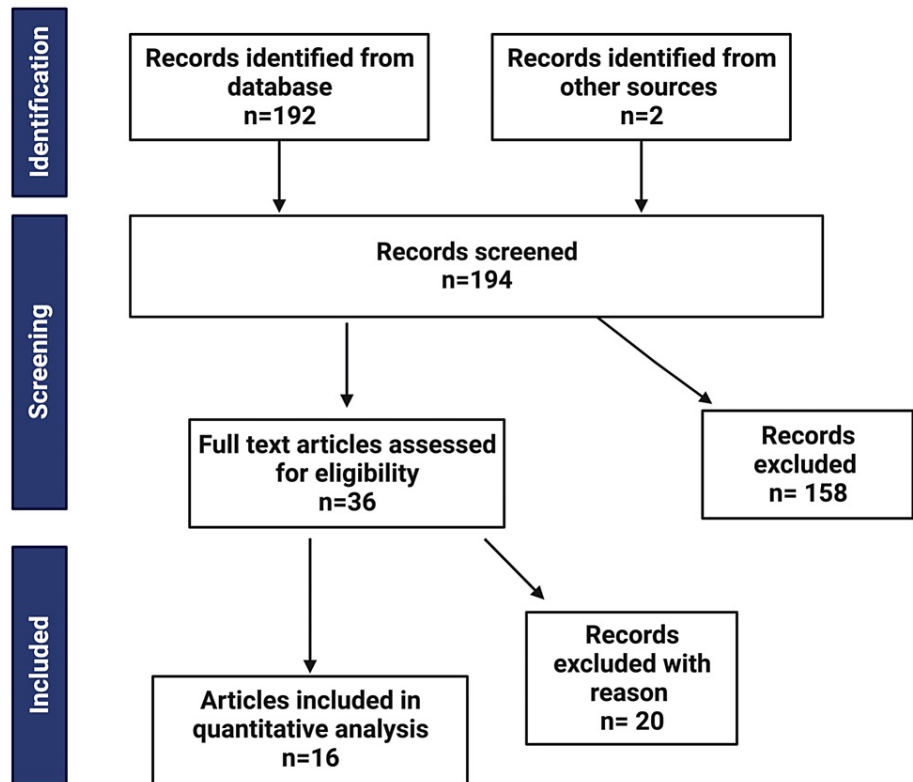 Identification
Records identified from
database
n=192
Records identified from
other sources
n=2
Screening
Records screened
n=194
Full text articles assessed
for eligibility
n=36
Records
excluded
n= 158
Included
Records
excluded with
reason
n= 20
Articles included in
quantitative analysis
n=16